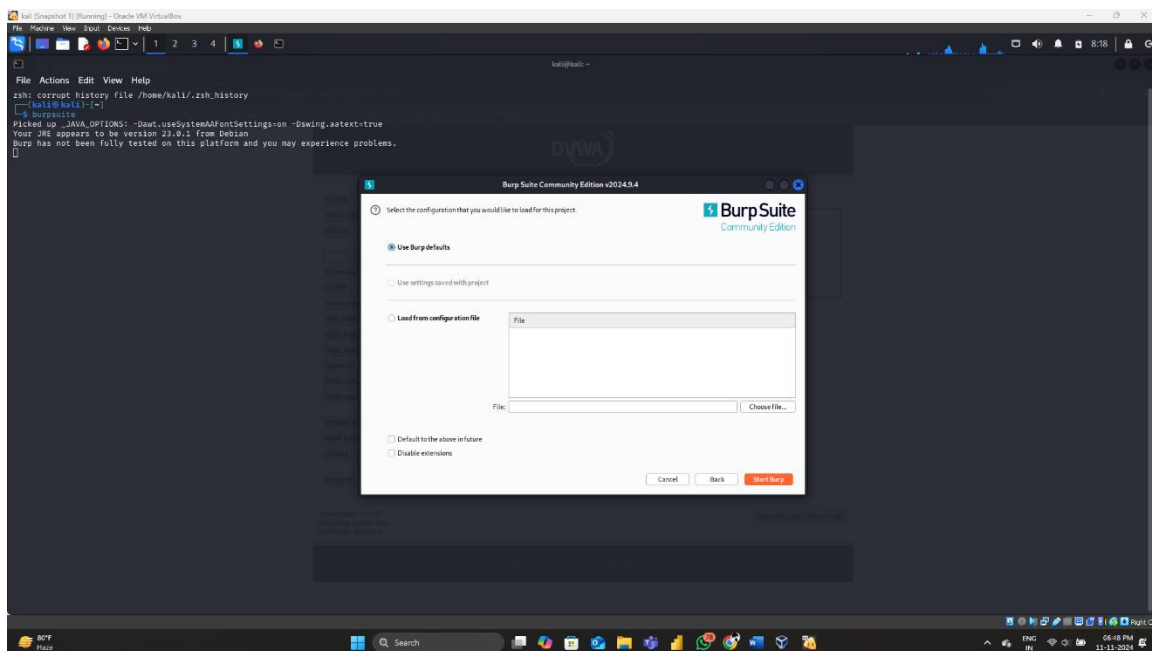 kali (Snapshot 1) [Running] - Oracle VM VirtualBox
File Machine View Input Devices Help
1 2 3 4
8:18
kali@kali: ~
File Actions Edit View Help
zsh: corrupt history file /home/kali/.zsh_history
(kali㉿kali)-[~]
$ burpsuite
Picked up _JAVA_OPTIONS: -Dawt.useSystemAAFontSettings=on -Dswing.aatext=true
Your JRE appears to be version 23.0.1 from Debian
Burp has not been fully tested on this platform and you may experience problems.
DVWA
Burp Suite Community Edition v2024.9.4
Select the configuration that you would like to load for this project.
Burp Suite
Community Edition
Use Burp defaults
Use settings saved with project
Load from configuration file
File
File:
Choose file...
Default to the above in future
Disable extensions
Cancel Back Start Burp
Right C
80°F
Haze
Search
28
ENG
IN
06:48 PM
11-11-2024